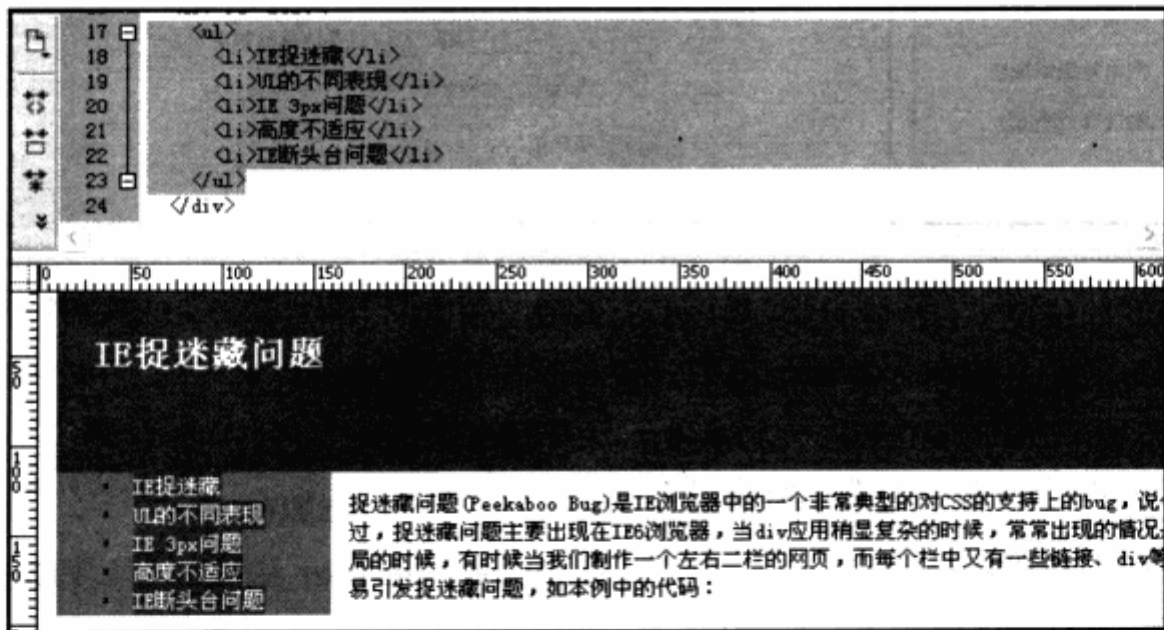 17 <ul>
18 <li>IE捉迷藏</li>
19 <li>UL的不同表现</li>
20 <li>IE 3px问题</li>
21 <li>高度不适应</li>
22 <li>IE断头台问题</li>
23 </ul>
24 </div>
0 50 100 150 200 250 300 350 400 450 500 550 600
IE捉迷藏问题
50
100
150
IE捉迷藏
UL的不同表现
IE 3px问题
高度不适应
IE断头台问题
捉迷藏问题(Peekaboo Bug)是IE浏览器中的一个非常典型的对CSS的支持上的bug，说
过，捉迷藏问题主要出现在IE6浏览器，当div应用稍显复杂的时候，常常出现的情况
局的时候，有时候当我们制作一个左右二栏的网页，而每个栏中又有一些链接、div等
易引发捉迷藏问题，如本例中的代码：